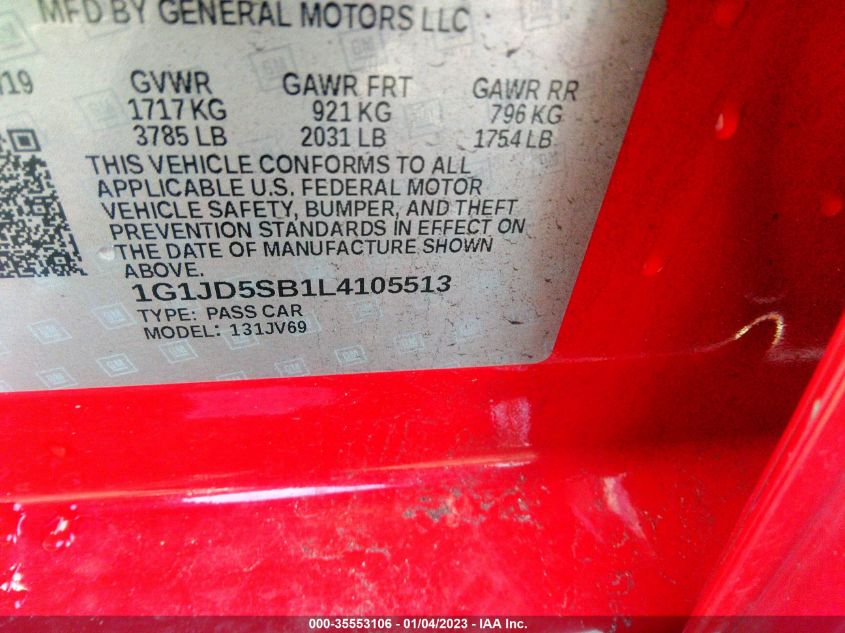 MFD BY GENERAL MOTORS LLC
/19
GVWR GAWR FRT GAWR RR
1717 KG 921 KG 796 KG
3785 LB 2031 LB 1754 LB
THIS VEHICLE CONFORMS TO ALL
APPLICABLE U.S. FEDERAL MOTOR
VEHICLE SAFETY, BUMPER, AND THEFT
PREVENTION STANDARDS IN EFFECT ON
THE DATE OF MANUFACTURE SHOWN
ABOVE.
1G1JD5SB1L4105513
TYPE: PASS CAR
MODEL: 131JV69
000-35553106 - 01/04/2023 - IAA Inc.